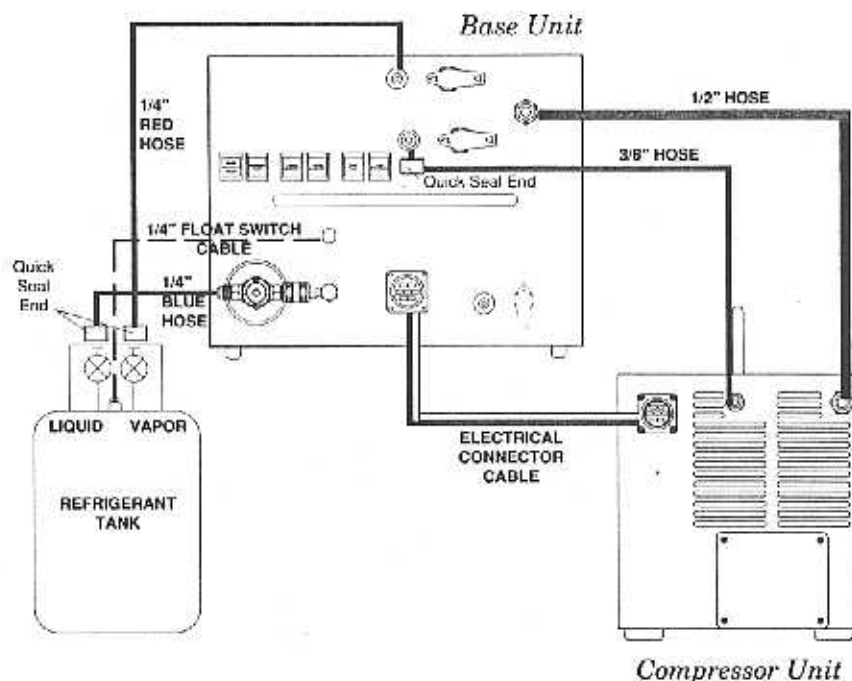 Base Unit
1/4"
RED
HOSE
1/2" HOSE
3/8" HOSE
Quick Seal End
1/4" FLOAT SWITCH
CABLE
Quick
Seal
End
1/4"
BLUE
HOSE
LIQUID
VAPOR
ELECTRICAL
CONNECTOR
CABLE
REFRIGERANT
TANK
Compressor Unit